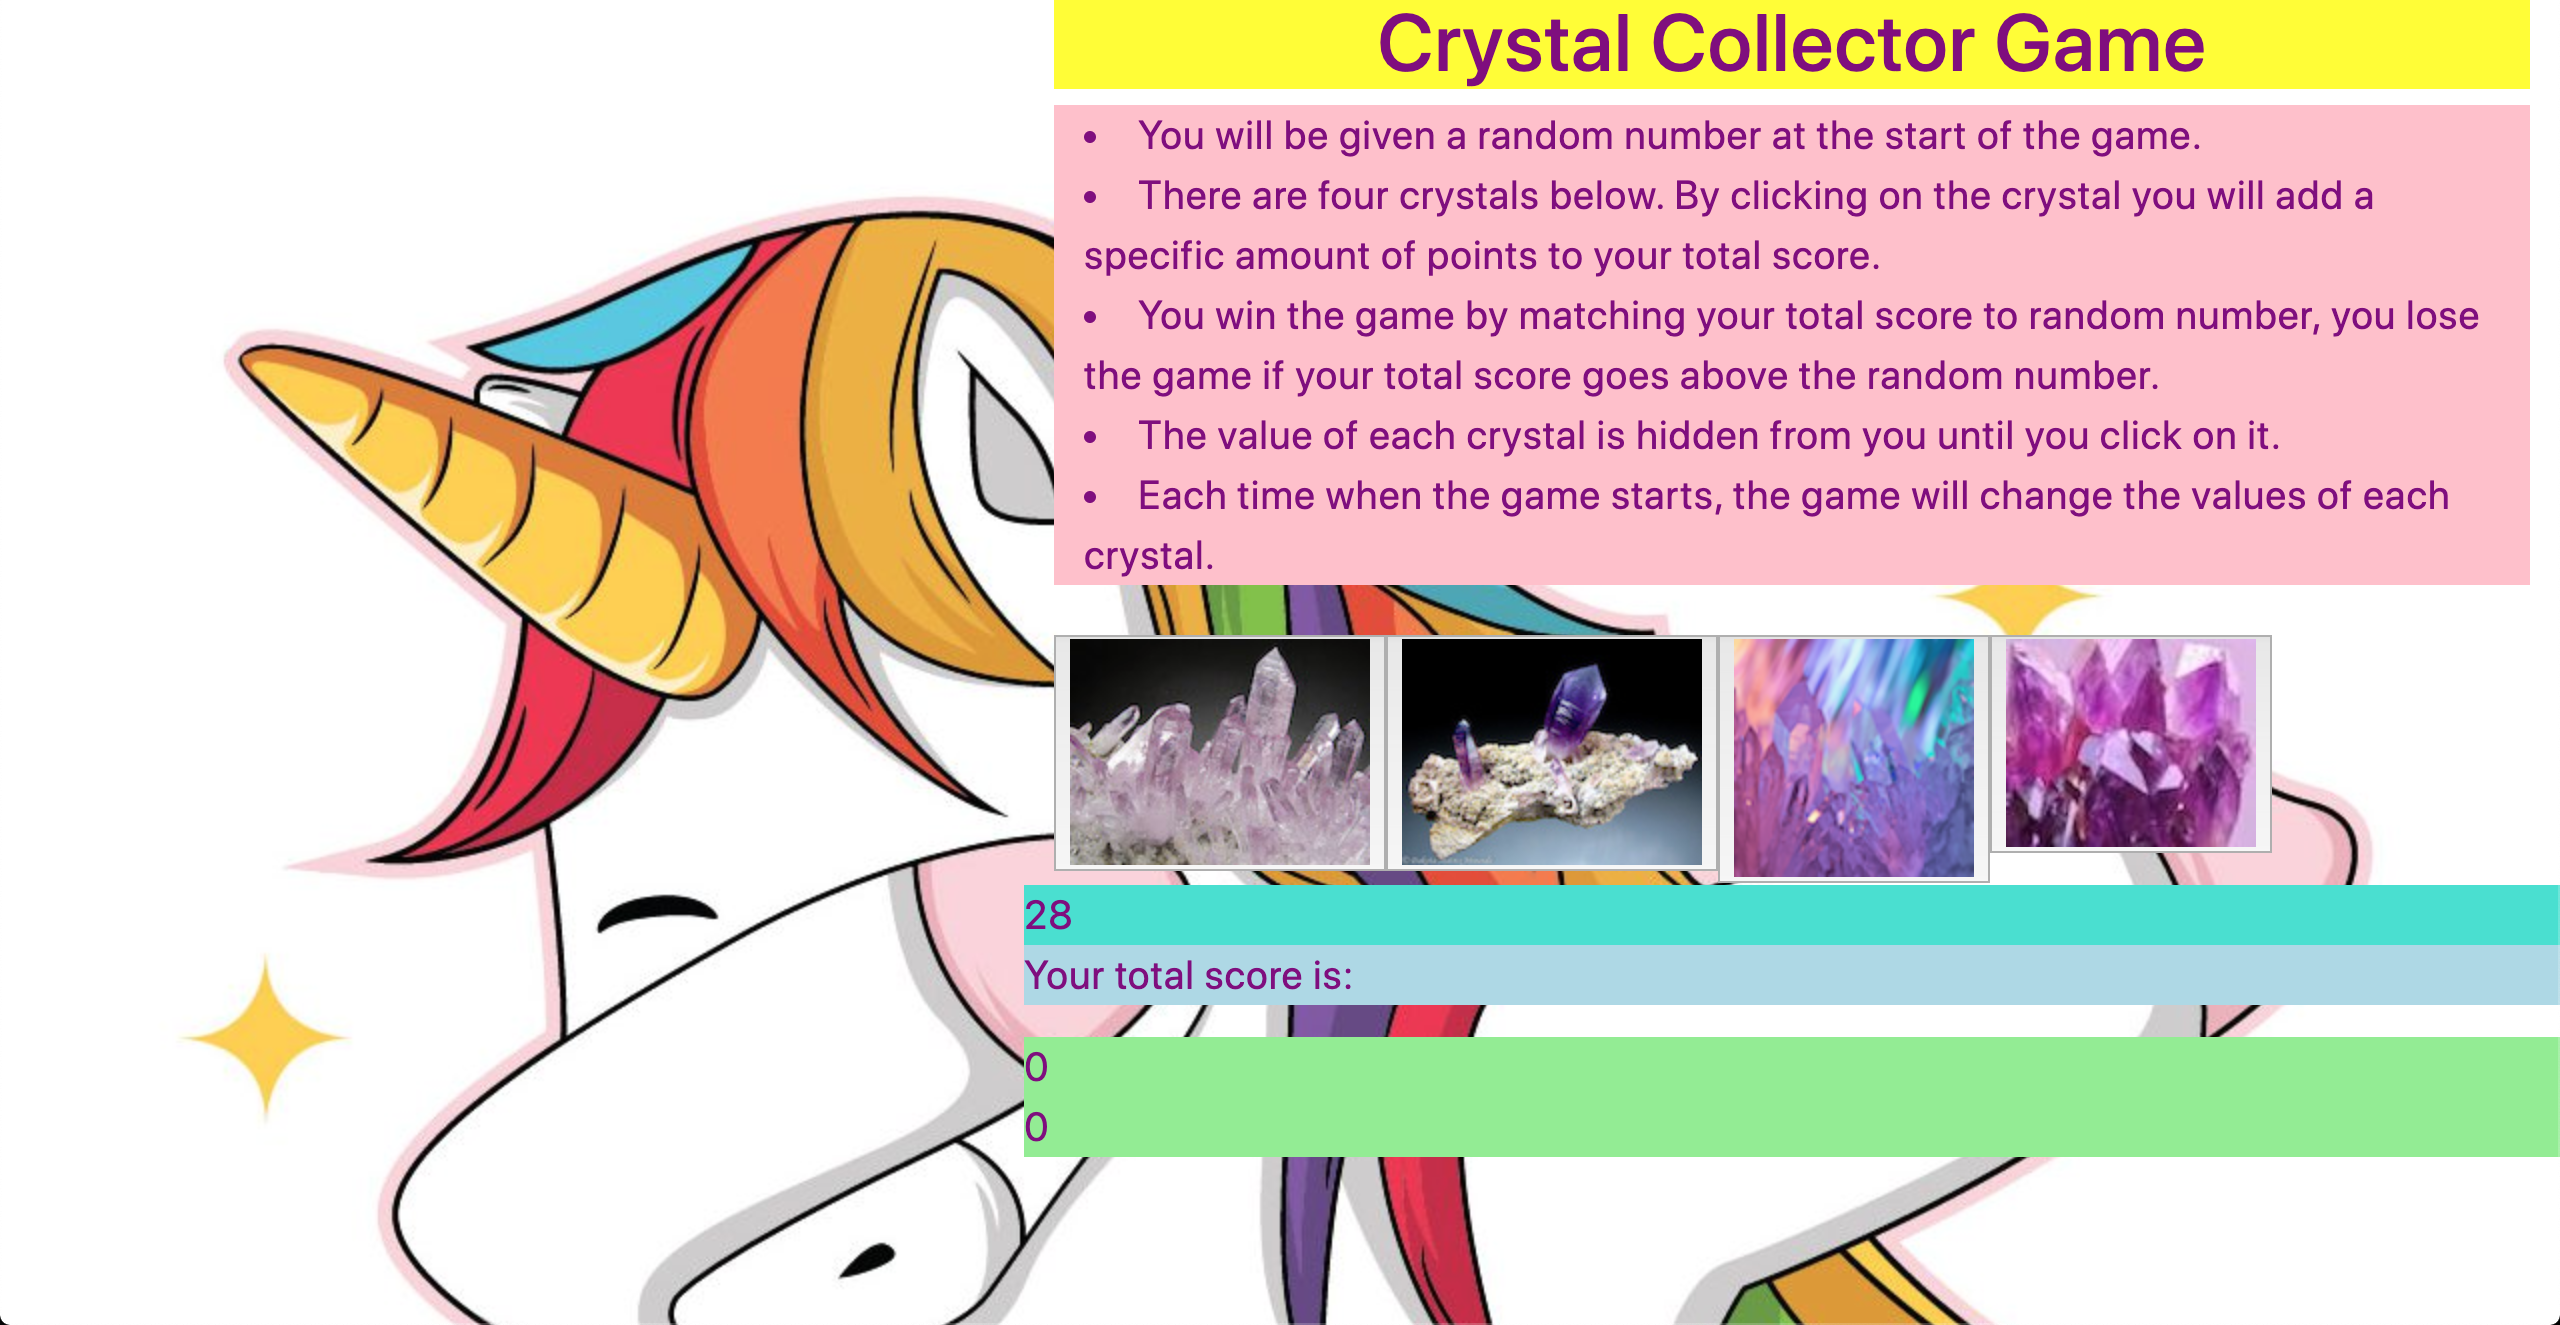 Crystal Collector Game
• You will be given a random number at the start of the game.
• There are four crystals below. By clicking on the crystal you will add a
specific amount of points to your total score.
• You win the game by matching your total score to random number, you lose
the game if your total score goes above the random number.
• The value of each crystal is hidden from you until you click on it.
• Each time when the game starts, the game will change the values of each
crystal.
28
Your total score is:
0
0